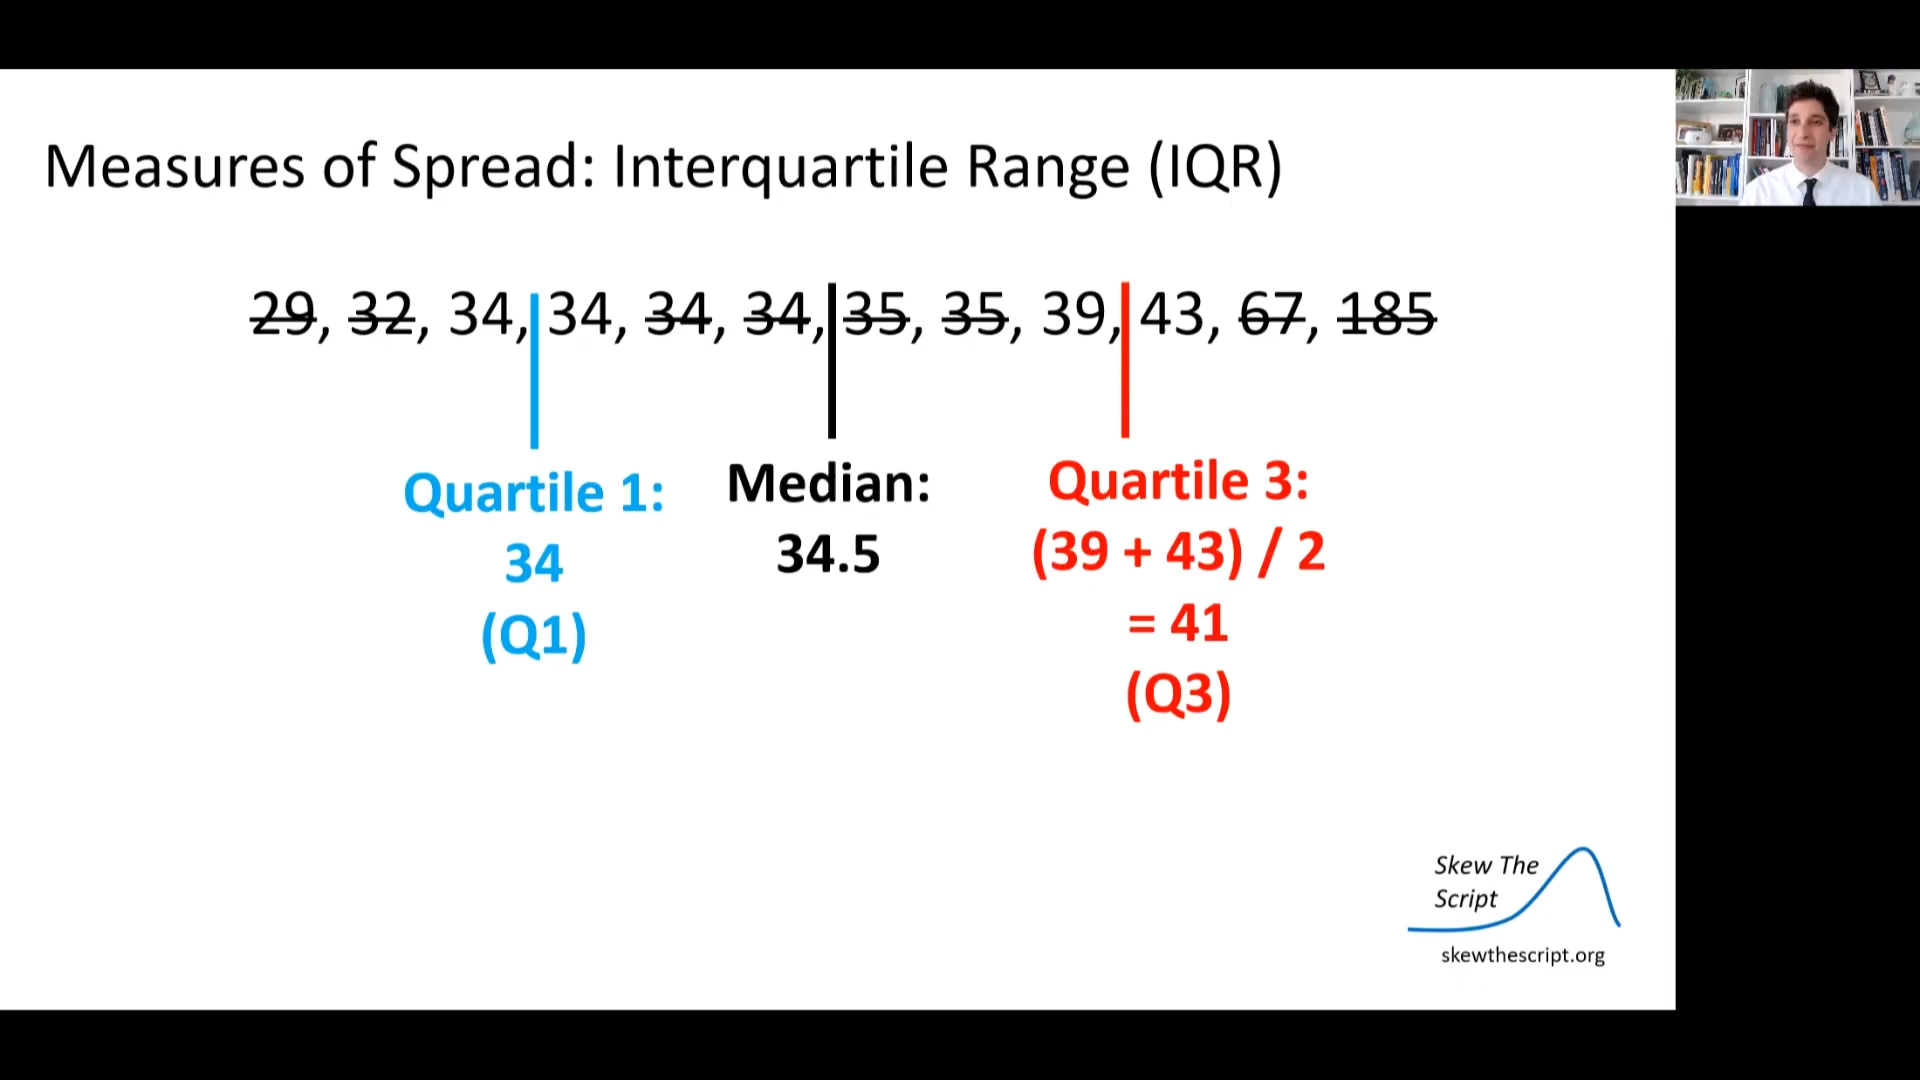 Measures of Spread: Interquartile Range (IQR)
29, 32, 34, 34, 34, 34, 35, 35, 39, 43, 67, 185
Quartile 1:
34
(Q1)
Median:
34.5
Quartile 3:
(39 + 43) / 2
= 41
(Q3)
Skew The
Script
skewthescript.org